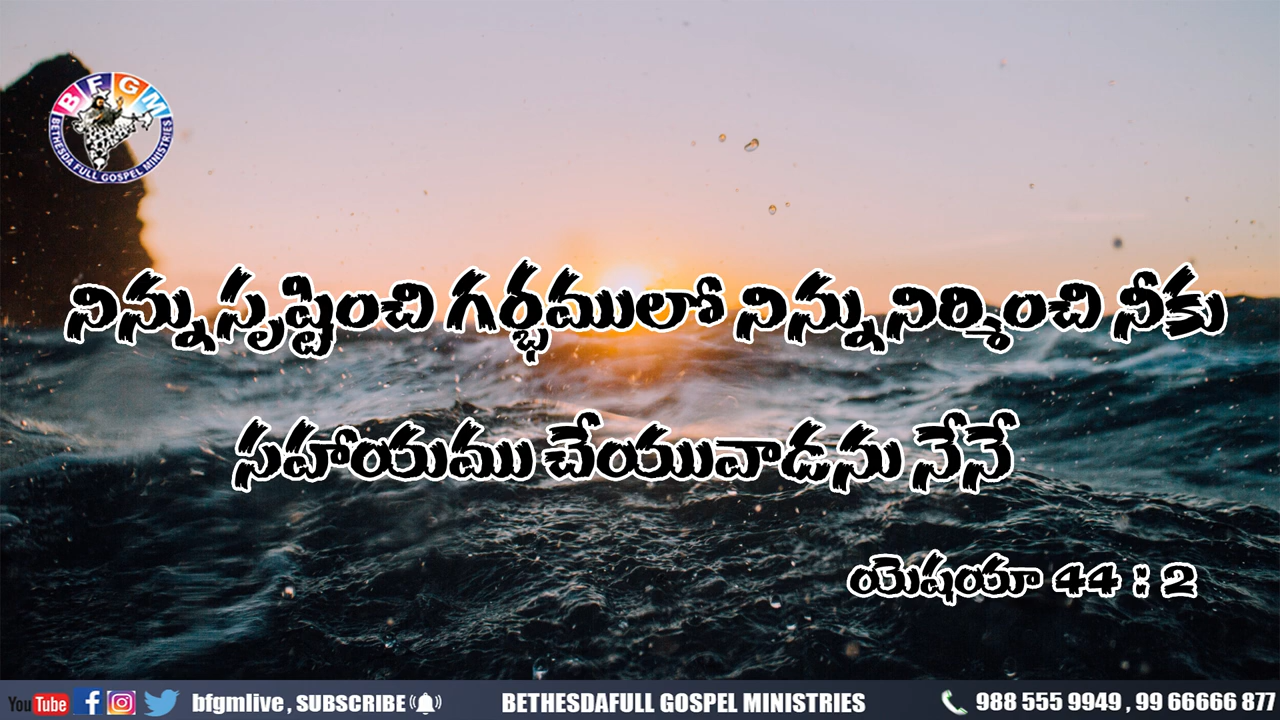 BFGM
BETHESDA FULL GOSPEL MINISTRIES
నిన్ను సృష్టించి గర్భములో నిన్ను నిర్మించి నీకు
సహాయము చేయువాడను నేనే
యెషయా 44 : 2
YouTube bfgmlive , SUBSCRIBE BETHESDAFULL GOSPEL MINISTRIES 988 555 9949 , 99 66666 877